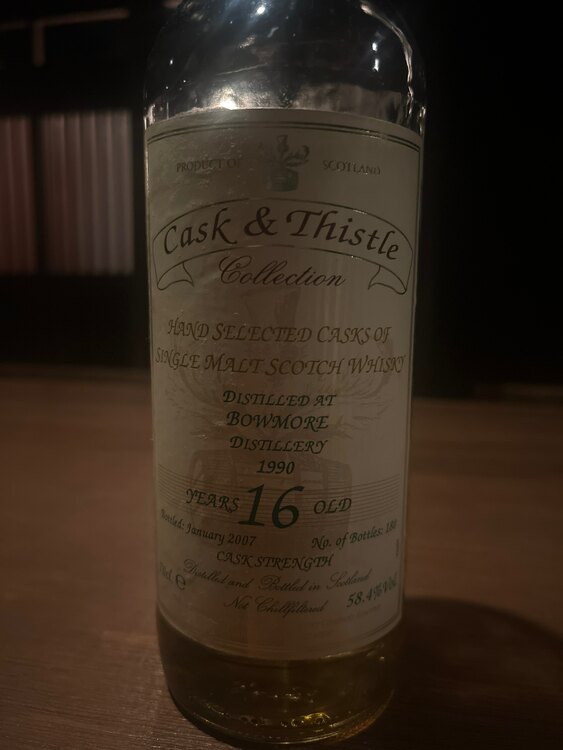 PRODUCT OF SCOTLAND
Cask & Thistle
Collection
HAND SELECTED CASKS OF
SINGLE MALT SCOTCH WHISKY
DISTILLED AT
BOWMORE
DISTILLERY
1990
YEARS 16 OLD
Bottled: January 2007 No. of Bottles: 180
CASK STRENGTH
Distilled and Bottled in Scotland
70cl. e Not Chillfiltered 58.4%Vol.